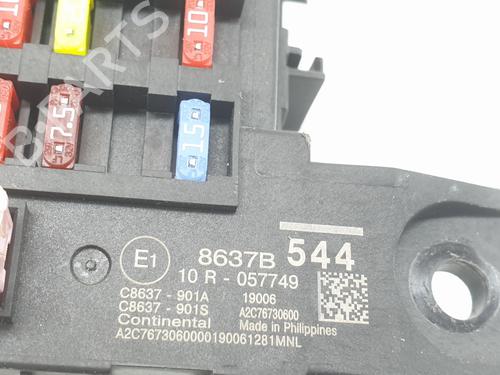 10
7.5
15
E1
8637B 544
10 R - 057749
C8637 - 901A 19006
C8637 - 901S A2C76730600
Continental Made in Philippines
A2C7673060000190061281MNL
B-PARTS